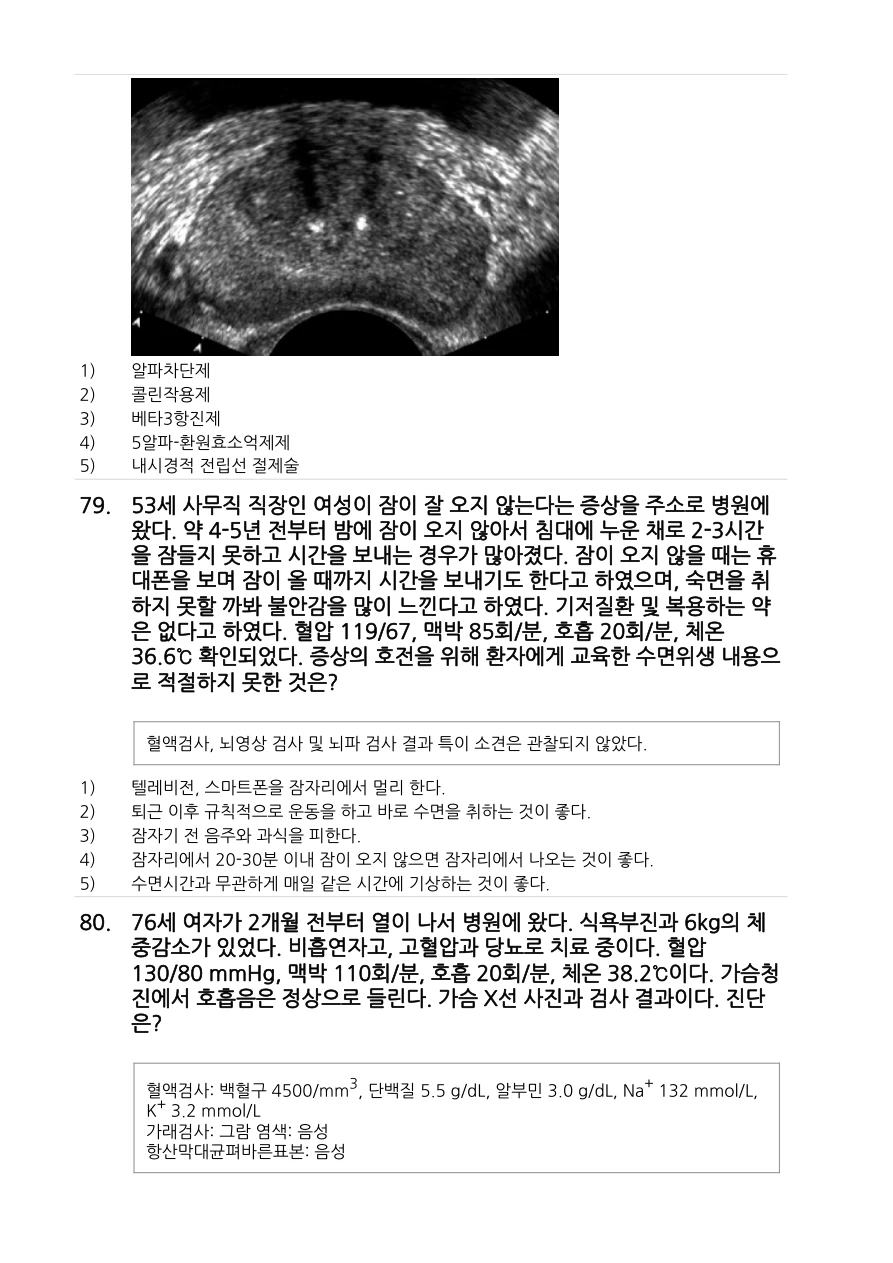 1) 알파차단제
2) 콜린작용제
3) 베타3항진제
4) 5알파-환원효소억제제
5) 내시경적 전립선 절제술
79. 53세 사무직 직장인 여성이 잠이 잘 오지 않는다는 증상을 주소로 병원에
왔다. 약 4-5년 전부터 밤에 잠이 오지 않아서 침대에 누운 채로 2-3시간
을 잠들지 못하고 시간을 보내는 경우가 많아졌다. 잠이 오지 않을 때는 휴
대폰을 보며 잠이 올 때까지 시간을 보내기도 한다고 하였으며, 숙면을 취
하지 못할 까봐 불안감을 많이 느낀다고 하였다. 기저질환 및 복용하는 약
은 없다고 하였다. 혈압 119/67, 맥박 85회/분, 호흡 20회/분, 체온
36.6℃ 확인되었다. 증상의 호전을 위해 환자에게 교육한 수면위생 내용으
로 적절하지 못한 것은?
혈액검사, 뇌영상 검사 및 뇌파 검사 결과 특이 소견은 관찰되지 않았다.
1) 텔레비전, 스마트폰을 잠자리에서 멀리 한다.
2) 퇴근 이후 규칙적으로 운동을 하고 바로 수면을 취하는 것이 좋다.
3) 잠자기 전 음주와 과식을 피한다.
4) 잠자리에서 20-30분 이내 잠이 오지 않으면 잠자리에서 나오는 것이 좋다.
5) 수면시간과 무관하게 매일 같은 시간에 기상하는 것이 좋다.
80. 76세 여자가 2개월 전부터 열이 나서 병원에 왔다. 식욕부진과 6kg의 체
중감소가 있었다. 비흡연자고, 고혈압과 당뇨로 치료 중이다. 혈압
130/80 mmHg, 맥박 110회/분, 호흡 20회/분, 체온 38.2℃이다. 가슴청
진에서 호흡음은 정상으로 들린다. 가슴 X선 사진과 검사 결과이다. 진단
은?
혈액검사: 백혈구 4500/mm³, 단백질 5.5 g/dL, 알부민 3.0 g/dL, Na⁺ 132 mmol/L,
K⁺ 3.2 mmol/L
가래검사: 그람 염색: 음성
항산막대균펴바른표본: 음성